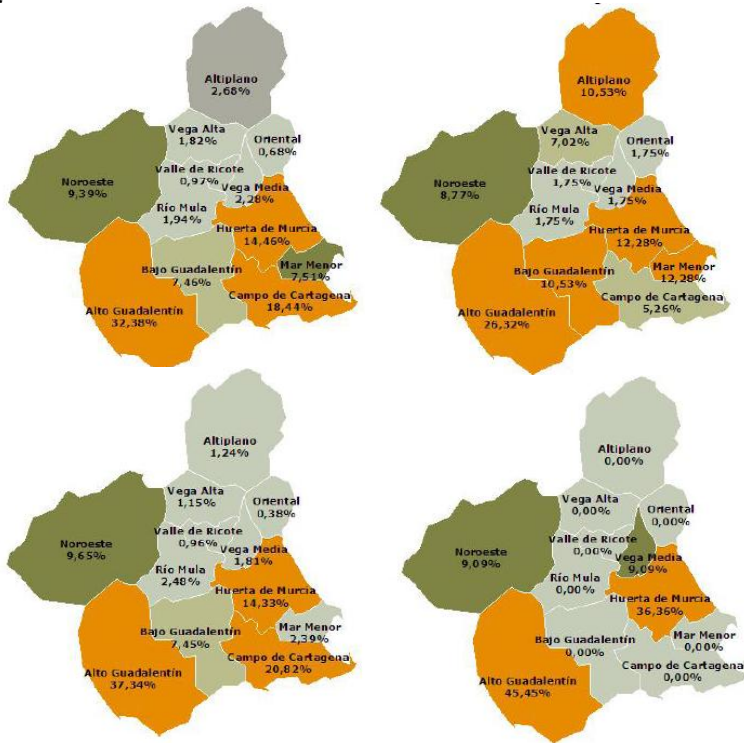 Altiplano
2,68%
Vega Alta
1,82%
Oriental
0,68%
Noroeste
9,39%
Valle de Ricote
0,97%
Vega Media
2,28%
Río Mula
1,94%
Huerta de Murcia
14,46%
Mar Menor
7,51%
Bajo Guadalentín
7,46%
Campo de Cartagena
18,44%
Alto Guadalentín
32,38%
Altiplano
10,53%
Vega Alta
7,02%
Oriental
1,75%
Noroeste
8,77%
Valle de Ricote
1,75%
Vega Media
1,75%
Río Mula
1,75%
Huerta de Murcia
12,28%
Mar Menor
12,28%
Bajo Guadalentín
10,53%
Campo de Cartagena
5,26%
Alto Guadalentín
26,32%
Altiplano
1,24%
Vega Alta
1,15%
Oriental
0,38%
Noroeste
9,65%
Valle de Ricote
0,96%
Vega Media
1,81%
Río Mula
2,48%
Huerta de Murcia
14,33%
Mar Menor
2,39%
Bajo Guadalentín
7,45%
Campo de Cartagena
20,82%
Alto Guadalentín
37,34%
Altiplano
0,00%
Vega Alta
0,00%
Oriental
0,00%
Noroeste
9,09%
Valle de Ricote
0,00%
Vega Media
9,09%
Río Mula
0,00%
Huerta de Murcia
36,36%
Mar Menor
0,00%
Bajo Guadalentín
0,00%
Campo de Cartagena
0,00%
Alto Guadalentín
45,45%